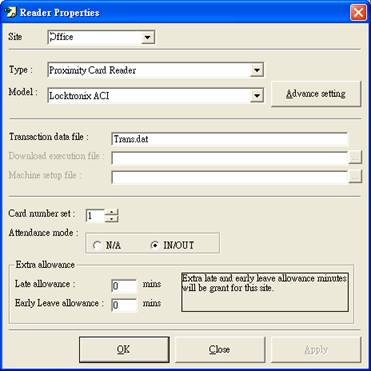 Reader Properties
Site Office
Type : Proximity Card Reader
Model : Locktronix ACI Advance setting
Transaction data file : Trans.dat
Download execution file : ...
Machine setup file : ...
Card number set : 1
Attendance mode :
N/A IN/OUT
Extra allowance
Late allowance : 0 mins
Early Leave allowance : 0 mins
Extra late and early leave allowance minutes
will be grant for this site.
OK Close Apply